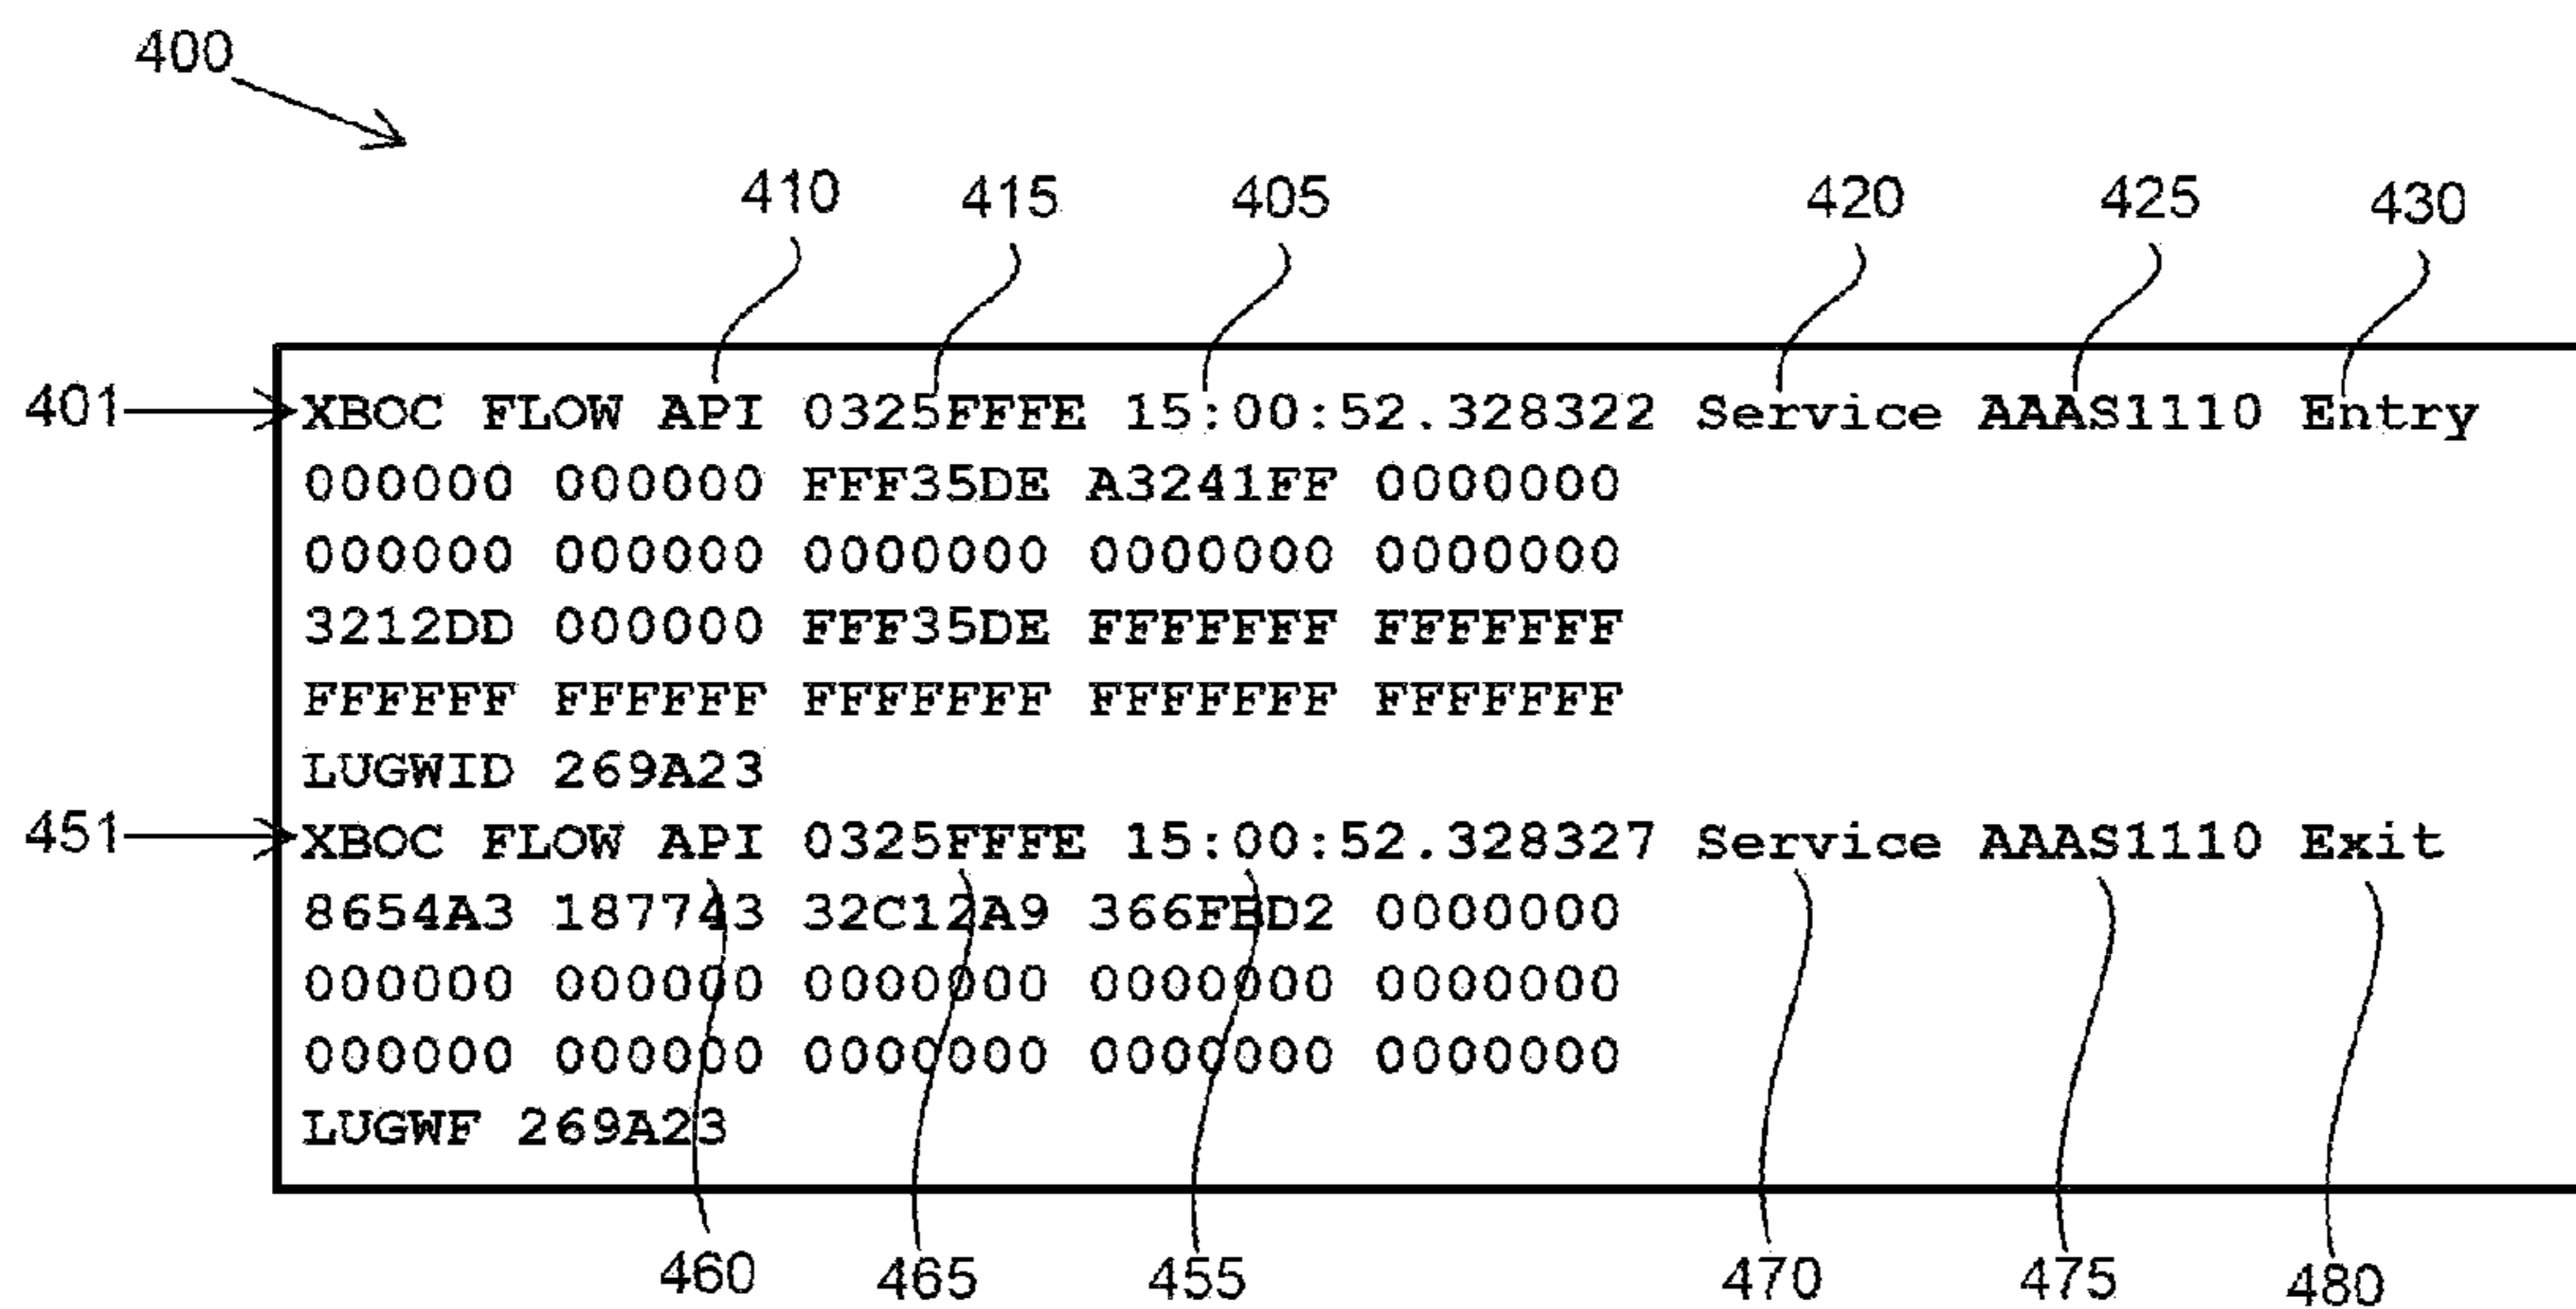 400
410 415 405 420 425 430
401 XBOC FLOW API 0325FFFE 15:00:52.328322 Service AAAS1110 Entry
000000 000000 FFF35DE A3241FF 0000000
000000 000000 0000000 0000000 0000000
3212DD 000000 FFF35DE FFFFFFF FFFFFFF
FFFFFF FFFFFF FFFFFFF FFFFFFF FFFFFFF
LUGWID 269A23
451 XBOC FLOW API 0325FFFE 15:00:52.328327 Service AAAS1110 Exit
8654A3 187743 32C12A9 366FBD2 0000000
000000 000000 0000000 0000000 0000000
000000 000000 0000000 0000000 0000000
LUGWF 269A23
460 465 455 470 475 480